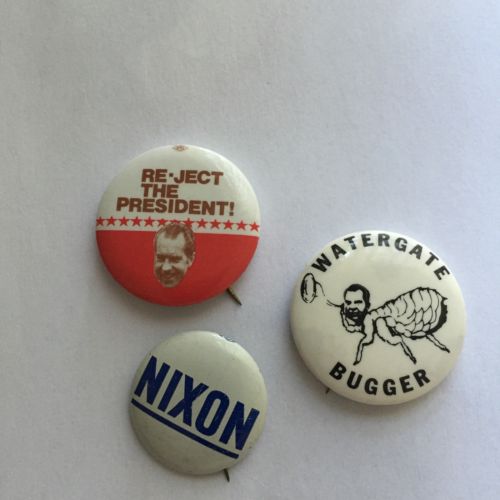 RE-JECT
THE
PRESIDENT!
WATERGATE
BUGGER
NIXON